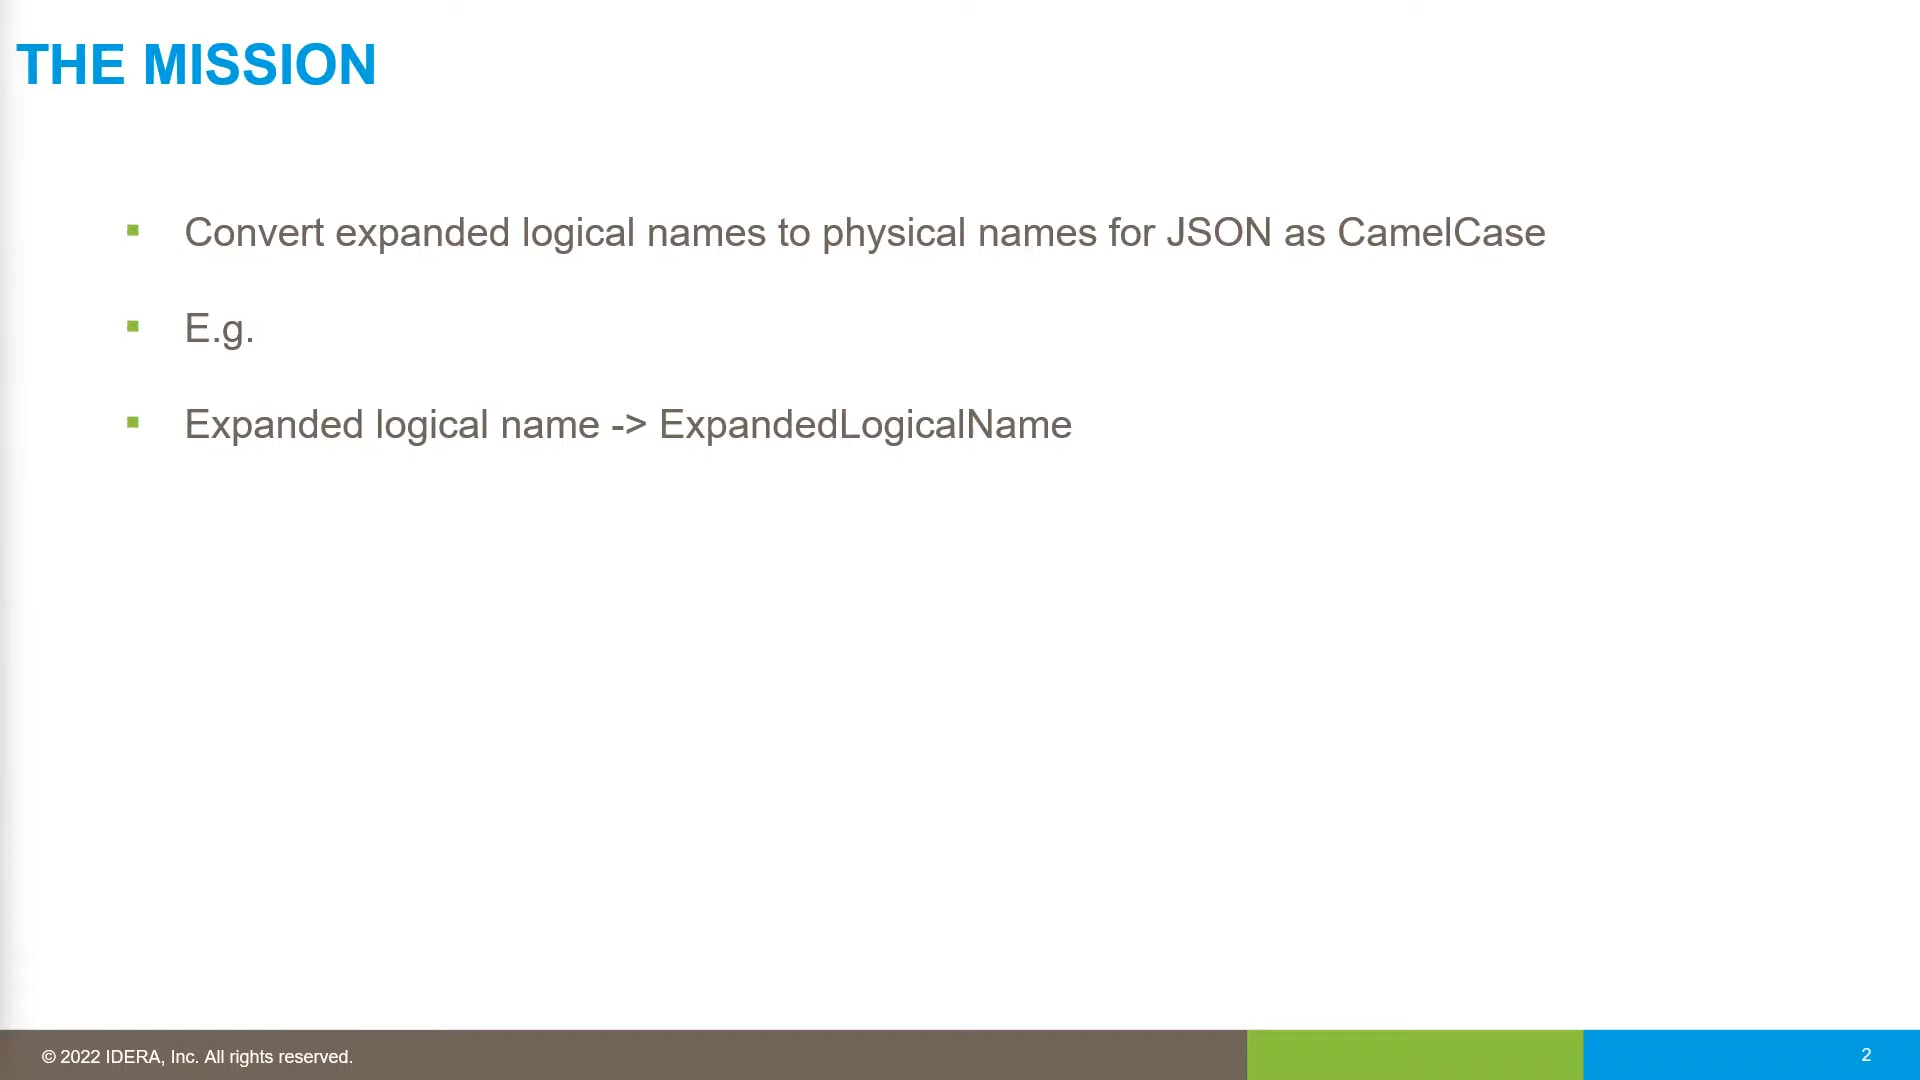 THE MISSION
Convert expanded logical names to physical names for JSON as CamelCase
E.g.
Expanded logical name -> ExpandedLogicalName
© 2022 IDERA, Inc. All rights reserved.
2